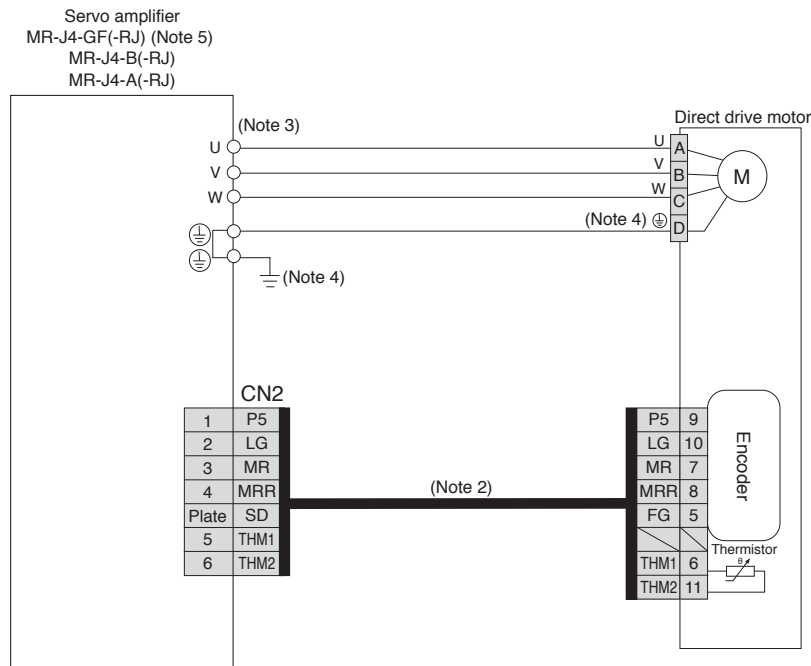 Servo amplifier
MR-J4-GF(-RJ) (Note 5)
MR-J4-B(-RJ)
MR-J4-A(-RJ)
Direct drive motor
(Note 3)
U
U
A
V
V
B
M
W
W
C
(Note 4)
D
(Note 4)
CN2
1 P5
2 LG
3 MR
4 MRR
Plate SD
5 THM1
6 THM2
(Note 2)
P5 9
LG 10
MR 7
MRR 8
FG 5
THM1 6
THM2 11
Encoder
Thermistor
θ